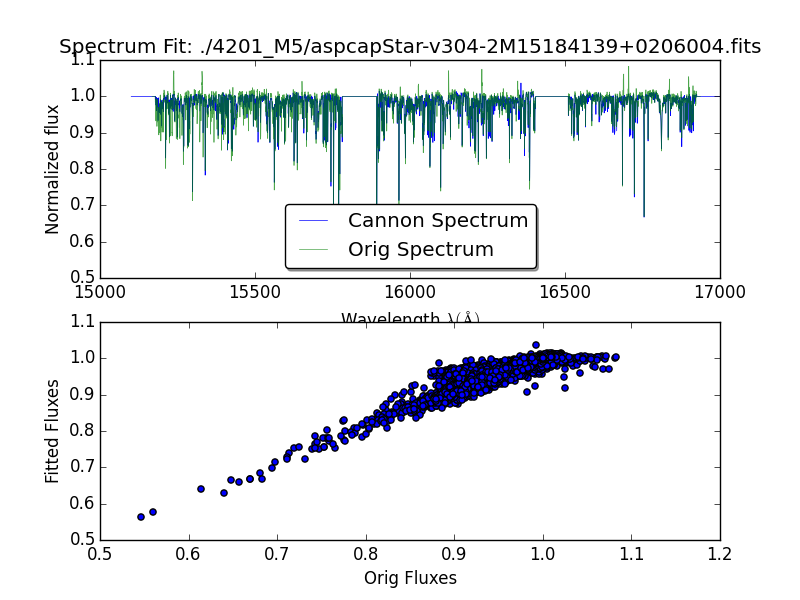 Spectrum Fit: ./4201_M5/aspcapStar-v304-2M15184139+0206004.fits
1.1
1.0
0.9
0.8
0.7
0.6
0.5
Normalized flux
Cannon Spectrum
Orig Spectrum
15000 15500 16000 16500 17000
Wavelength λ(Å)
1.1
1.0
0.9
0.8
0.7
0.6
0.5
Fitted Fluxes
0.5 0.6 0.7 0.8 0.9 1.0 1.1 1.2
Orig Fluxes